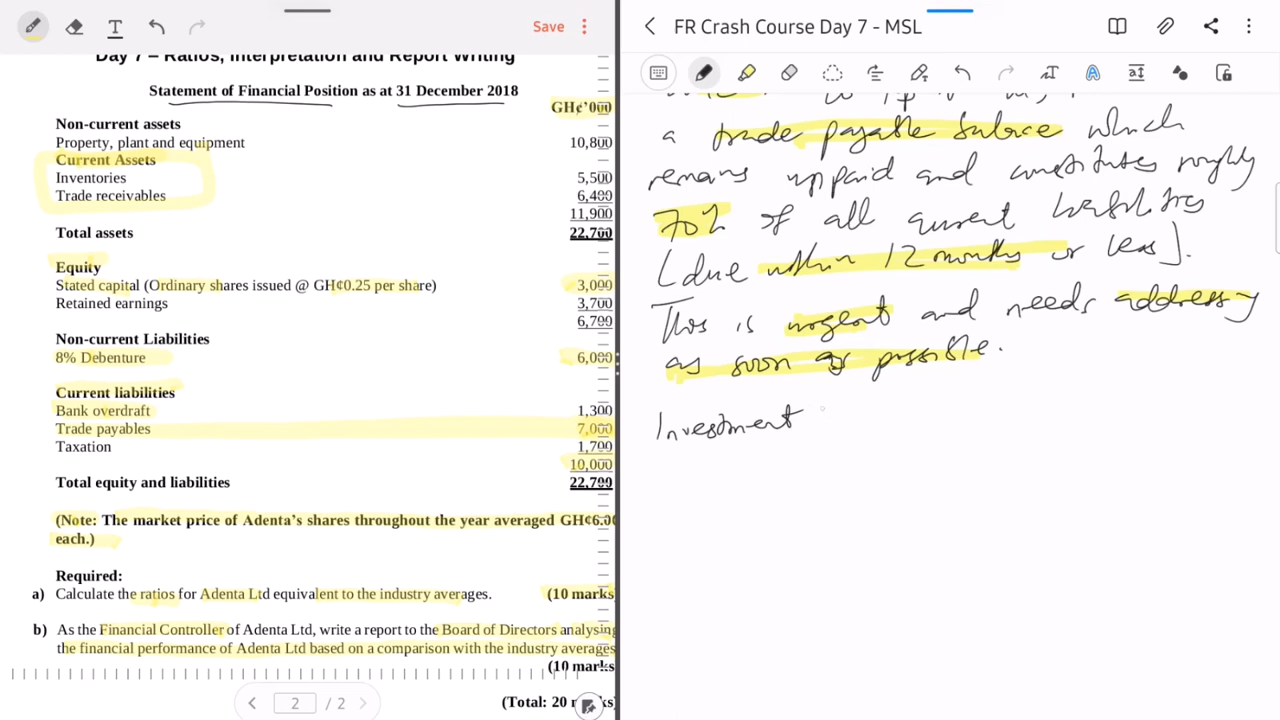 Save
FR Crash Course Day 7 - MSL
Day 7 – Ratios, Interpretation and Report Writing
Statement of Financial Position as at 31 December 2018
GH¢'000
Non-current assets
Property, plant and equipment 10,800
Current Assets
Inventories 5,500
Trade receivables 6,400
11,900
Total assets 22,700
Equity
Stated capital (Ordinary shares issued @ GH¢0.25 per share) 3,000
Retained earnings 3,700
6,700
Non-current Liabilities
8% Debenture 6,000
Current liabilities
Bank overdraft 1,300
Trade payables 7,000
Taxation 1,700
10,000
Total equity and liabilities 22,700
(Note: The market price of Adenta's shares throughout the year averaged GH¢6.00
each.)
Required:
a) Calculate the ratios for Adenta Ltd equivalent to the industry averages. (10 marks
b) As the Financial Controller of Adenta Ltd, write a report to the Board of Directors analysing
the financial performance of Adenta Ltd based on a comparison with the industry averages
(10 marks
(Total: 20 ks)
2 / 2
a trade payable balance which
remains unpaid and constitutes roughly
70% of all current liabilities
(due within 12 months or less).
This is urgent and needs addressing
as soon as possible.
Investment